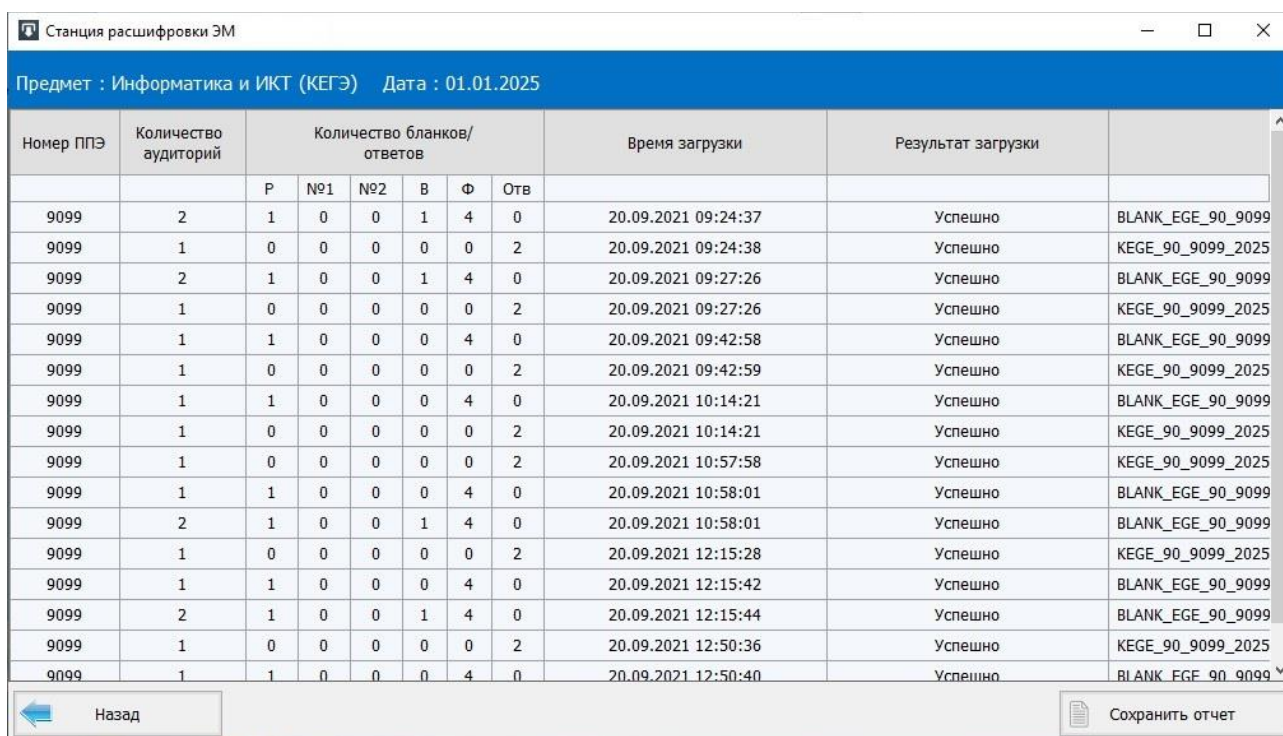 Станция расшифровки ЭМ
Предмет : Информатика и ИКТ (КЕГЭ) Дата : 01.01.2025
Номер ППЭ Количество аудиторий Количество бланков/ ответов Время загрузки Результат загрузки
Р №1 №2 В Ф Отв
9099 2 1 0 0 1 4 0 20.09.2021 09:24:37 Успешно BLANK_EGE_90_9099
9099 1 0 0 0 0 0 2 20.09.2021 09:24:38 Успешно KEGE_90_9099_2025
9099 2 1 0 0 1 4 0 20.09.2021 09:27:26 Успешно BLANK_EGE_90_9099
9099 1 0 0 0 0 0 2 20.09.2021 09:27:26 Успешно KEGE_90_9099_2025
9099 1 1 0 0 0 4 0 20.09.2021 09:42:58 Успешно BLANK_EGE_90_9099
9099 1 0 0 0 0 0 2 20.09.2021 09:42:59 Успешно KEGE_90_9099_2025
9099 1 1 0 0 0 4 0 20.09.2021 10:14:21 Успешно BLANK_EGE_90_9099
9099 1 0 0 0 0 0 2 20.09.2021 10:14:21 Успешно KEGE_90_9099_2025
9099 1 0 0 0 0 0 2 20.09.2021 10:57:58 Успешно KEGE_90_9099_2025
9099 1 1 0 0 0 4 0 20.09.2021 10:58:01 Успешно BLANK_EGE_90_9099
9099 2 1 0 0 1 4 0 20.09.2021 10:58:01 Успешно BLANK_EGE_90_9099
9099 1 0 0 0 0 0 2 20.09.2021 12:15:28 Успешно KEGE_90_9099_2025
9099 1 1 0 0 0 4 0 20.09.2021 12:15:42 Успешно BLANK_EGE_90_9099
9099 2 1 0 0 1 4 0 20.09.2021 12:15:44 Успешно BLANK_EGE_90_9099
9099 1 0 0 0 0 0 2 20.09.2021 12:50:36 Успешно KEGE_90_9099_2025
9099 1 1 0 0 0 4 0 20.09.2021 12:50:40 Успешно BLANK_EGE_90_9099
Назад Сохранить отчет